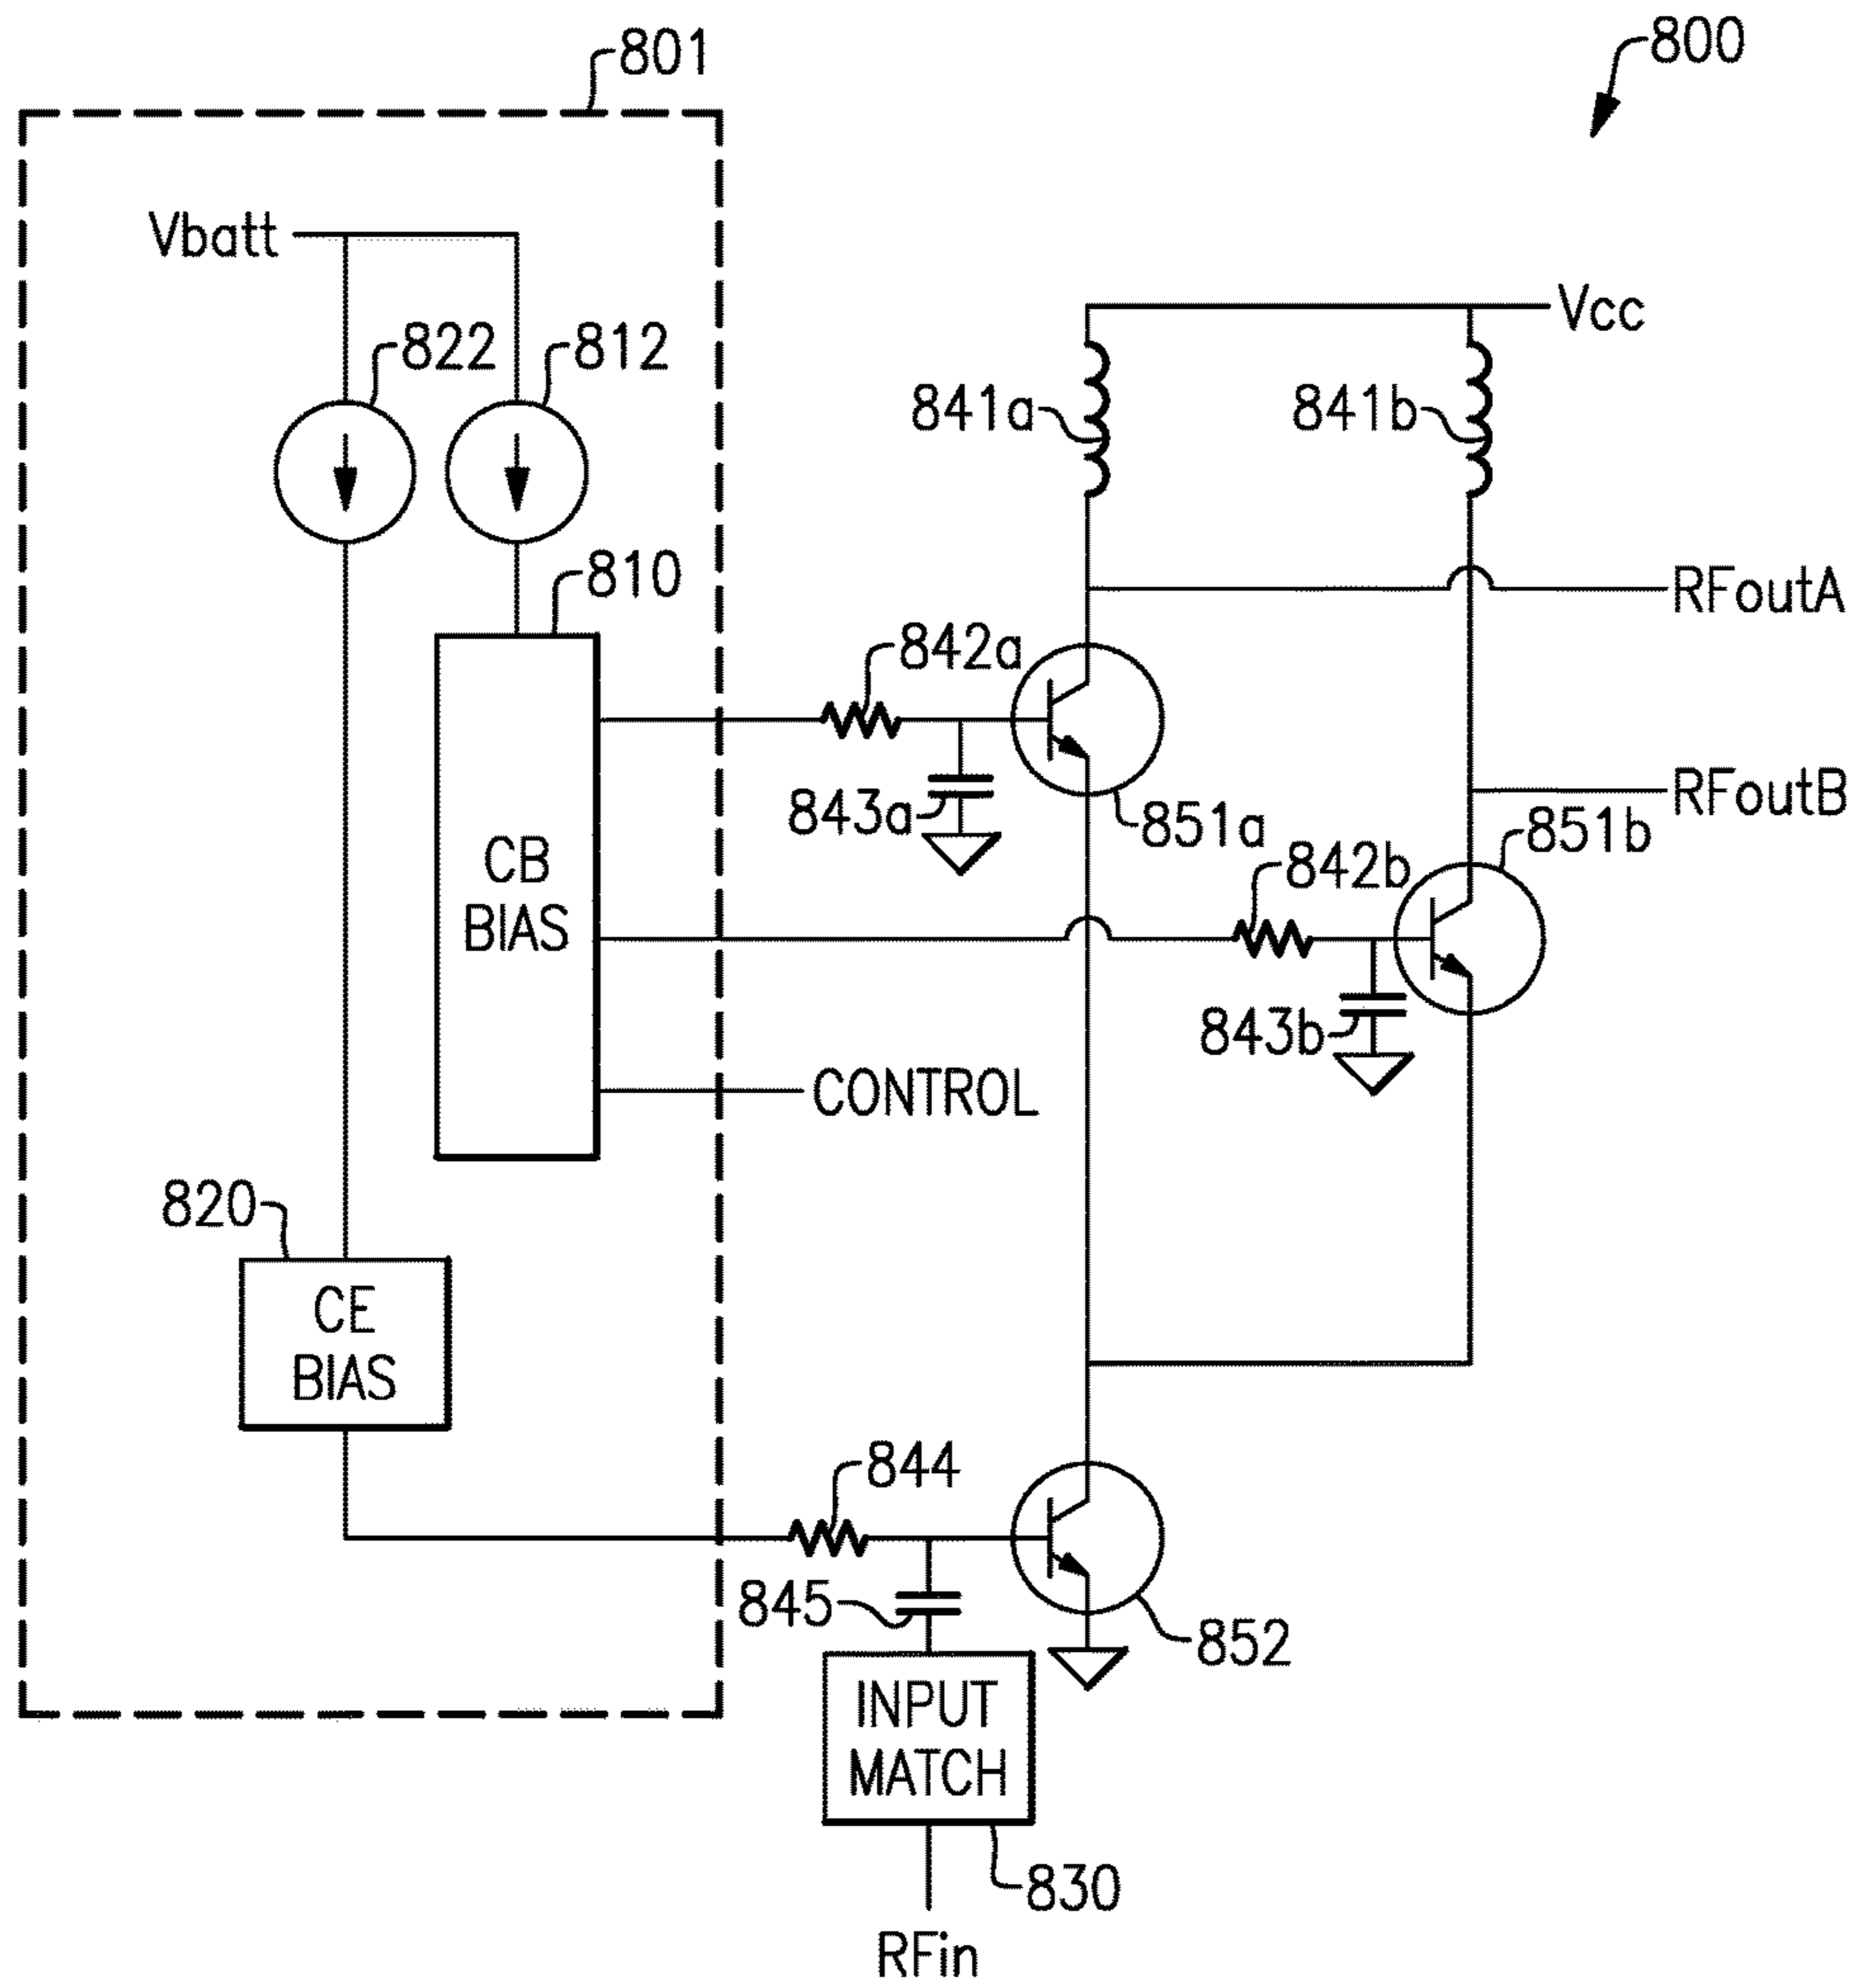 801
800
Vbatt
Vcc
822
812
841a
841b
810
RFoutA
842a
RFoutB
843a
851a
851b
CB
BIAS
842b
843b
CONTROL
820
CE
BIAS
844
845
852
INPUT
MATCH
830
RFin